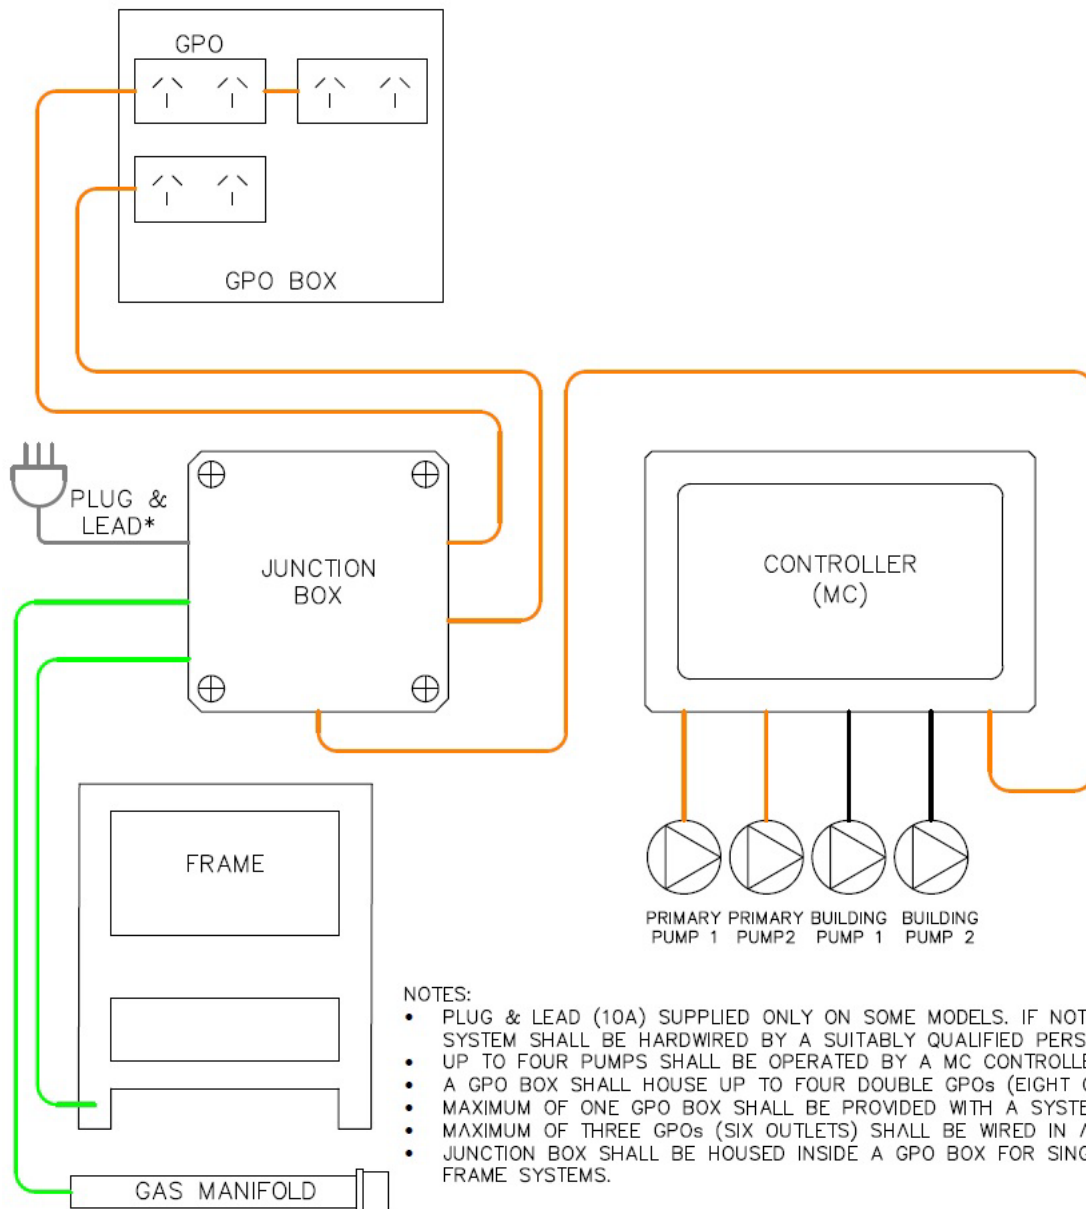 GPO
GPO BOX
PLUG &
LEAD*
JUNCTION
BOX
CONTROLLER
(MC)
FRAME
PRIMARY
PUMP 1
PRIMARY
PUMP2
BUILDING
PUMP 1
BUILDING
PUMP 2
GAS MANIFOLD
NOTES:
• PLUG & LEAD (10A) SUPPLIED ONLY ON SOME MODELS. IF NOT
SYSTEM SHALL BE HARDWIRED BY A SUITABLY QUALIFIED PERS
• UP TO FOUR PUMPS SHALL BE OPERATED BY A MC CONTROLLE
• A GPO BOX SHALL HOUSE UP TO FOUR DOUBLE GPOs (EIGHT
• MAXIMUM OF ONE GPO BOX SHALL BE PROVIDED WITH A SYSTE
• MAXIMUM OF THREE GPOs (SIX OUTLETS) SHALL BE WIRED IN
• JUNCTION BOX SHALL BE HOUSED INSIDE A GPO BOX FOR SING
FRAME SYSTEMS.